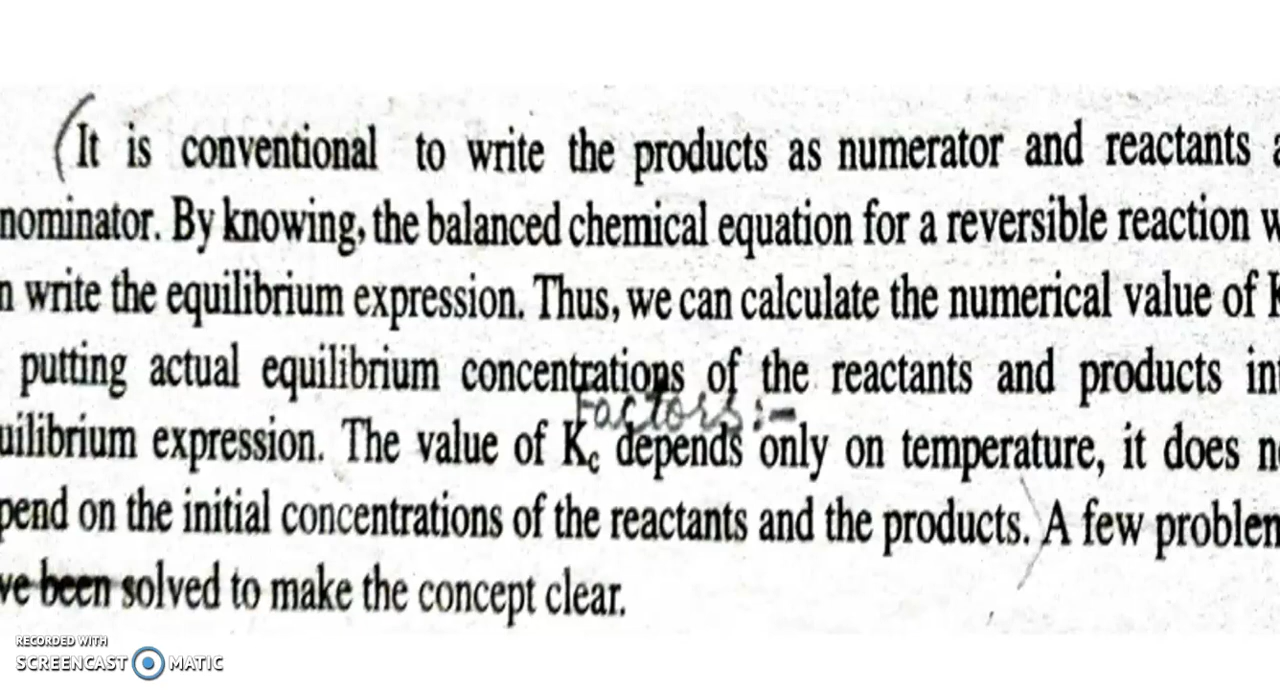 (It is conventional to write the products as numerator and reactants a
nominator. By knowing, the balanced chemical equation for a reversible reaction w
n write the equilibrium expression. Thus, we can calculate the numerical value of K
putting actual equilibrium concentrations of the reactants and products in
Factors:-
uilibrium expression. The value of Kc depends only on temperature, it does n
pend on the initial concentrations of the reactants and the products.) A few problem
ve been solved to make the concept clear.
RECORDED WITH
SCREENCAST MATIC